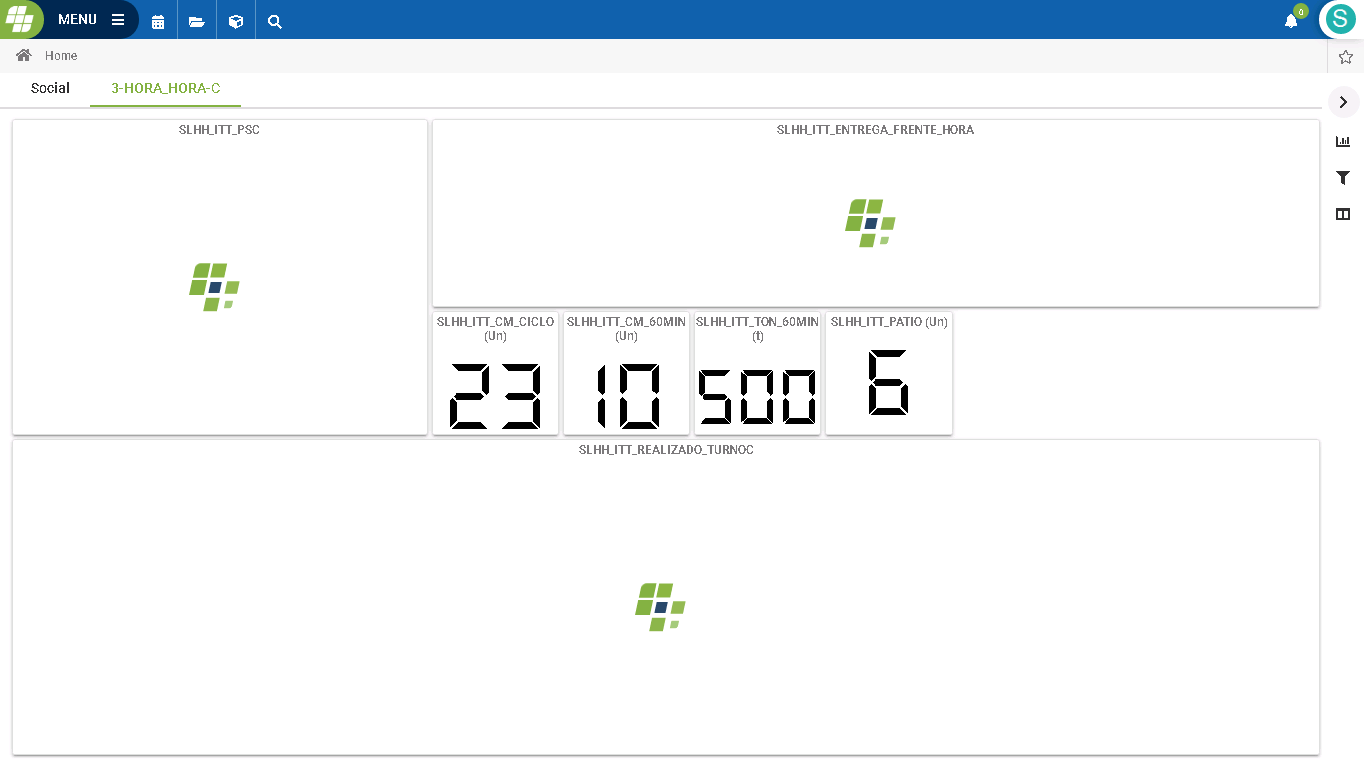 MENU
0
S
Home
Social
3-HORA_HORA-C
SLHH_ITT_PSC
SLHH_ITT_ENTREGA_FRENTE_HORA
SLHH_ITT_CM_CICLO
(Un)
23
SLHH_ITT_CM_60MIN
(Un)
10
SLHH_ITT_TON_60MIN
(t)
500
SLHH_ITT_PATIO (Un)
6
SLHH_ITT_REALIZADO_TURNOC